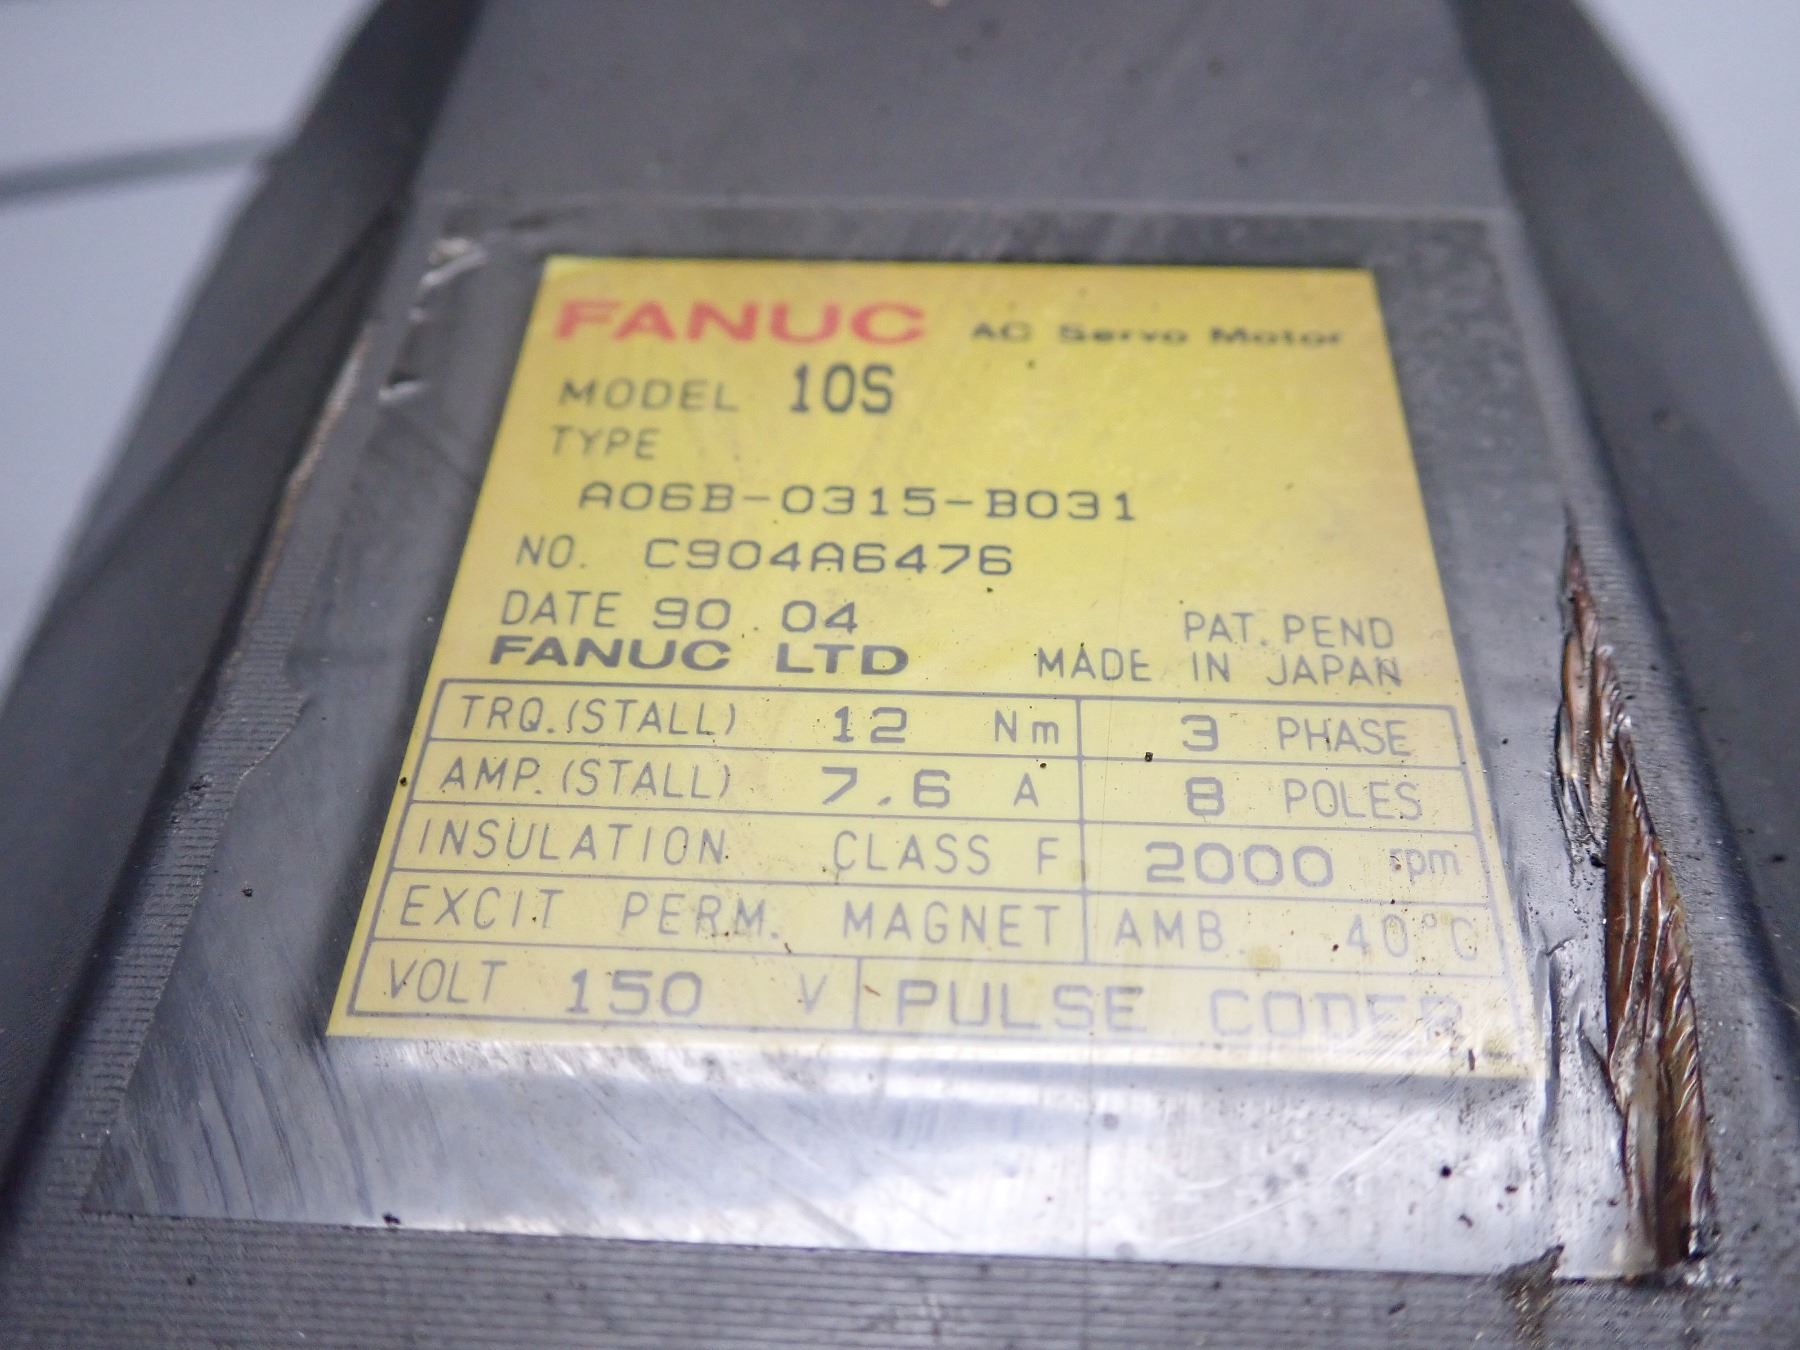 FANUC AC Servo Motor
MODEL 10S
TYPE
A06B-0315-B031
NO. C904A6476
DATE 90.04
PAT. PEND
FANUC LTD MADE IN JAPAN
TRQ.(STALL) 12 Nm 3 PHASE
AMP.(STALL) 7.6 A 8 POLES
INSULATION CLASS F 2000 rpm
EXCIT PERM. MAGNET AMB. 40°C
VOLT 150 V PULSE CODER